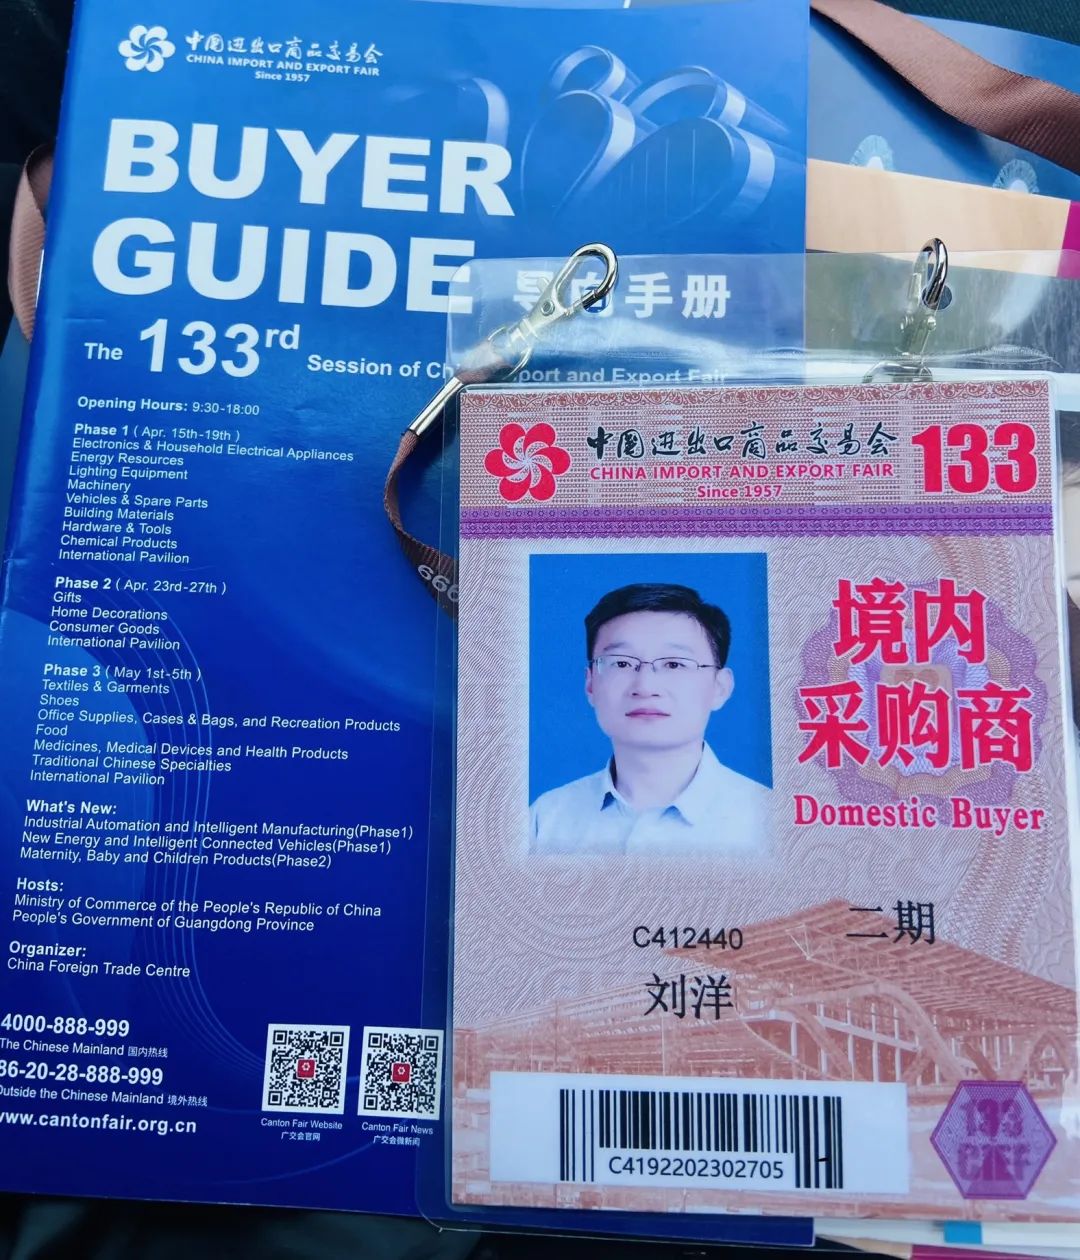 中国进出口商品交易会
CHINA IMPORT AND EXPORT FAIR
Since 1957
BUYER
GUIDE
导向手册
The 133rd Session of Ch port and Export Fair
Opening Hours: 9:30-18:00
Phase 1 ( Apr. 15th-19th )
Electronics & Household Electrical Appliances
Energy Resources
Lighting Equipment
Machinery
Vehicles & Spare Parts
Building Materials
Hardware & Tools
Chemical Products
International Pavilion
Phase 2 ( Apr. 23rd-27th )
Gifts
Home Decorations
Consumer Goods
International Pavilion
Phase 3 ( May 1st-5th )
Textiles & Garments
Shoes
Office Supplies, Cases & Bags, and Recreation Products
Food
Medicines, Medical Devices and Health Products
Traditional Chinese Specialties
International Pavilion
What's New:
Industrial Automation and Intelligent Manufacturing(Phase1)
New Energy and Intelligent Connected Vehicles(Phase1)
Maternity, Baby and Children Products(Phase2)
Hosts:
Ministry of Commerce of the People's Republic of China
People's Government of Guangdong Province
Organizer:
China Foreign Trade Centre
4000-888-999
The Chinese Mainland 国内热线
86-20-28-888-999
Outside the Chinese Mainland 境外热线
www.cantonfair.org.cn
Canton Fair Website
广交会官网
Canton Fair News
广交会微新闻
中国进出口商品交易会
CHINA IMPORT AND EXPORT FAIR
Since 1957
133
境内
采购商
Domestic Buyer
C412440
二期
刘洋
C4192202302705
133